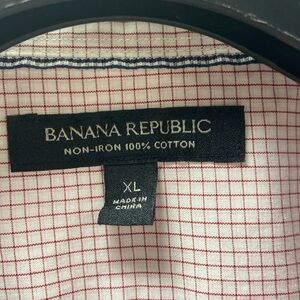 BANANA REPUBLIC
NON-IRON 100% COTTON
XL
MADE IN
CHINA